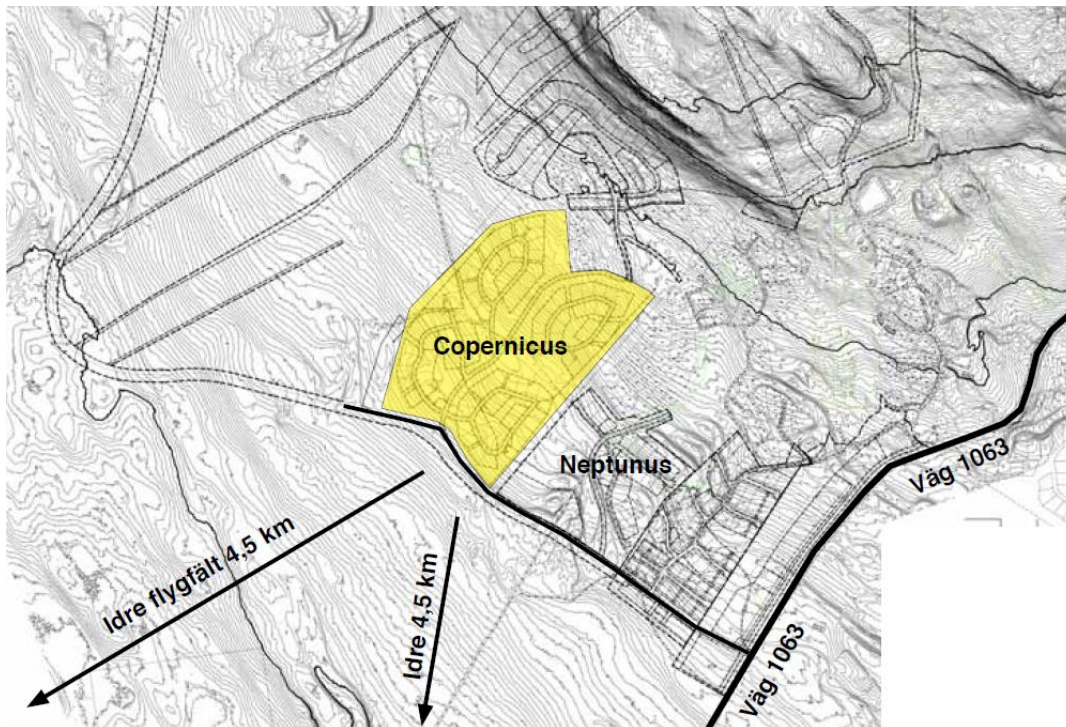 Copernicus
Neptunus
Väg 1063
Idre flygfält 4,5 km
Idre 4,5 km
Väg 1063